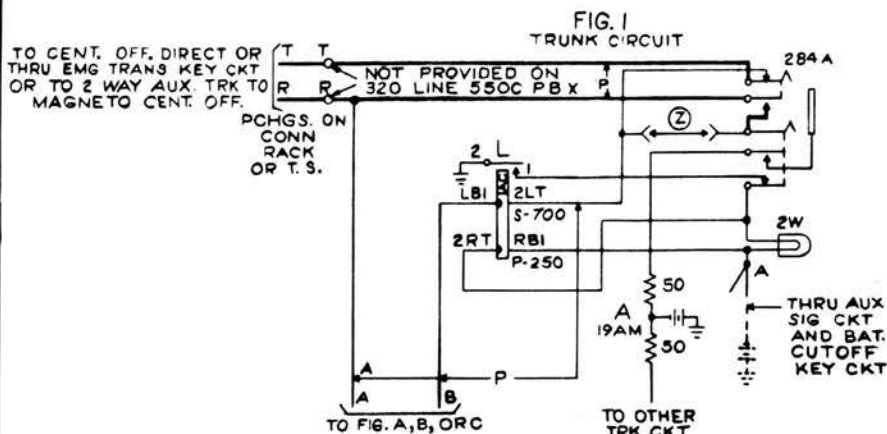 FIG. 1
TRUNK CIRCUIT
TO CENT. OFF. DIRECT OR
THRU EMG TRANS KEY CKT
OR TO 2 WAY AUX. TRK TO
MAGNETO CENT. OFF.
T T
R R
NOT PROVIDED ON
320 LINE 550C PBX
P
284A
PCHGS. ON
CONN
RACK
OR T. S.
Z
2 L 1
LB1 2LT
S-700
2RT RB1
P-250
2W
A
50
A
19AM
50
THRU AUX
SIG CKT
AND BAT.
CUTOFF
KEY CKT
A
P
A B
TO FIG. A, B, OR C
TO OTHER
TRK CKT